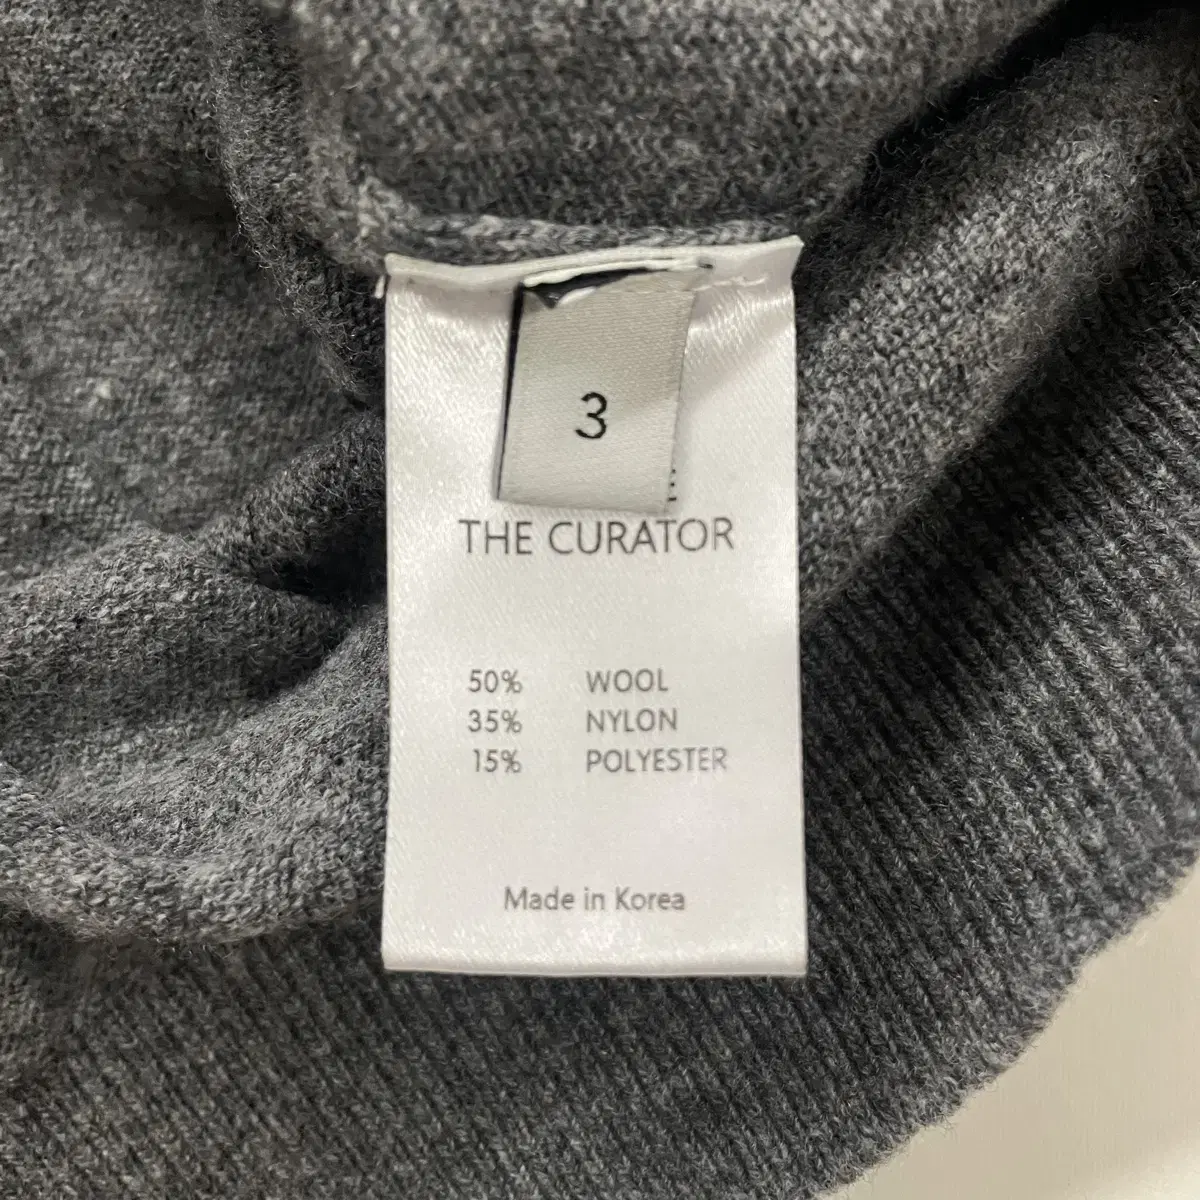 3
THE CURATOR
50% WOOL
35% NYLON
15% POLYESTER
Made in Korea